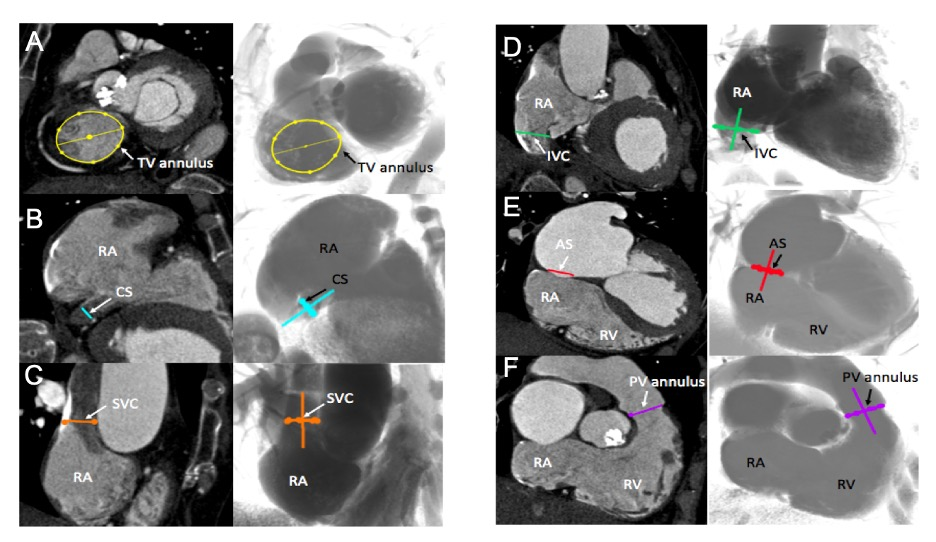 A
TV annulus
TV annulus
B
RA
CS
RA
CS
C
SVC
RA
SVC
RA
D
RA
IVC
RA
IVC
E
AS
RA
RV
AS
RA
RV
F
PV annulus
RA
RV
PV annulus
RA
RV